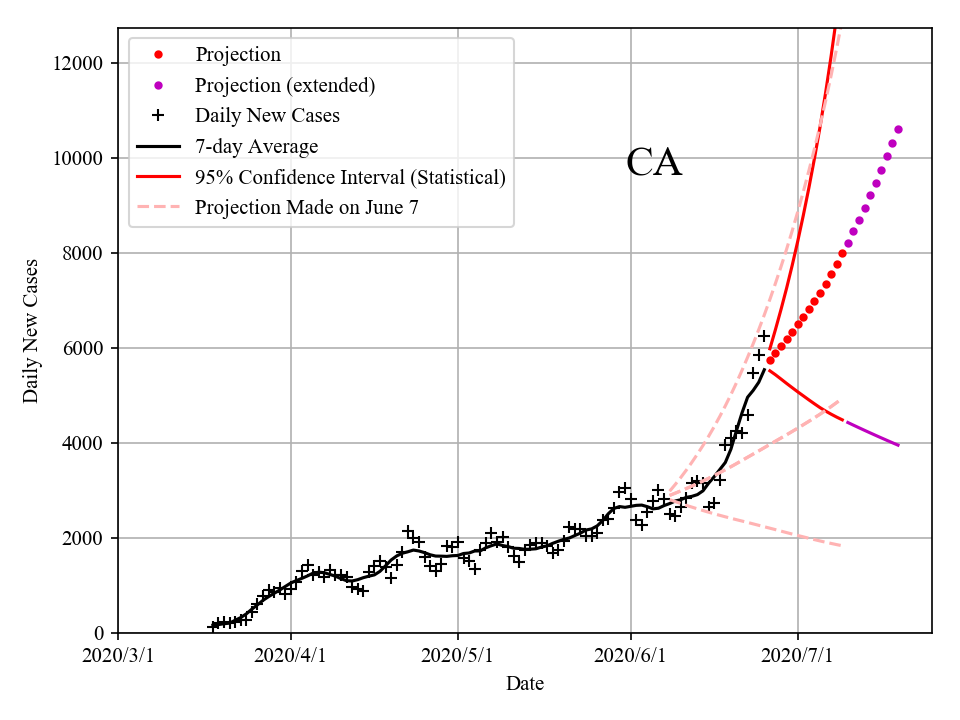 12000
10000
8000
6000
4000
2000
0
Daily New Cases
Projection
Projection (extended)
Daily New Cases
7-day Average
95% Confidence Interval (Statistical)
Projection Made on June 7
CA
2020/3/1 2020/4/1 2020/5/1 2020/6/1 2020/7/1
Date